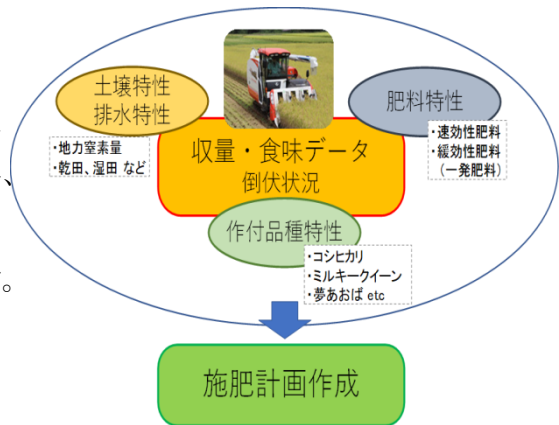 土壌特性
排水特性
・地力窒素量
・乾田、湿田 など
肥料特性
・速効性肥料
・緩効性肥料
（一発肥料）
収量・食味データ
倒伏状況
作付品種特性
・コシヒカリ
・ミルキークイーン
・夢あおば etc
、
。
施肥計画作成